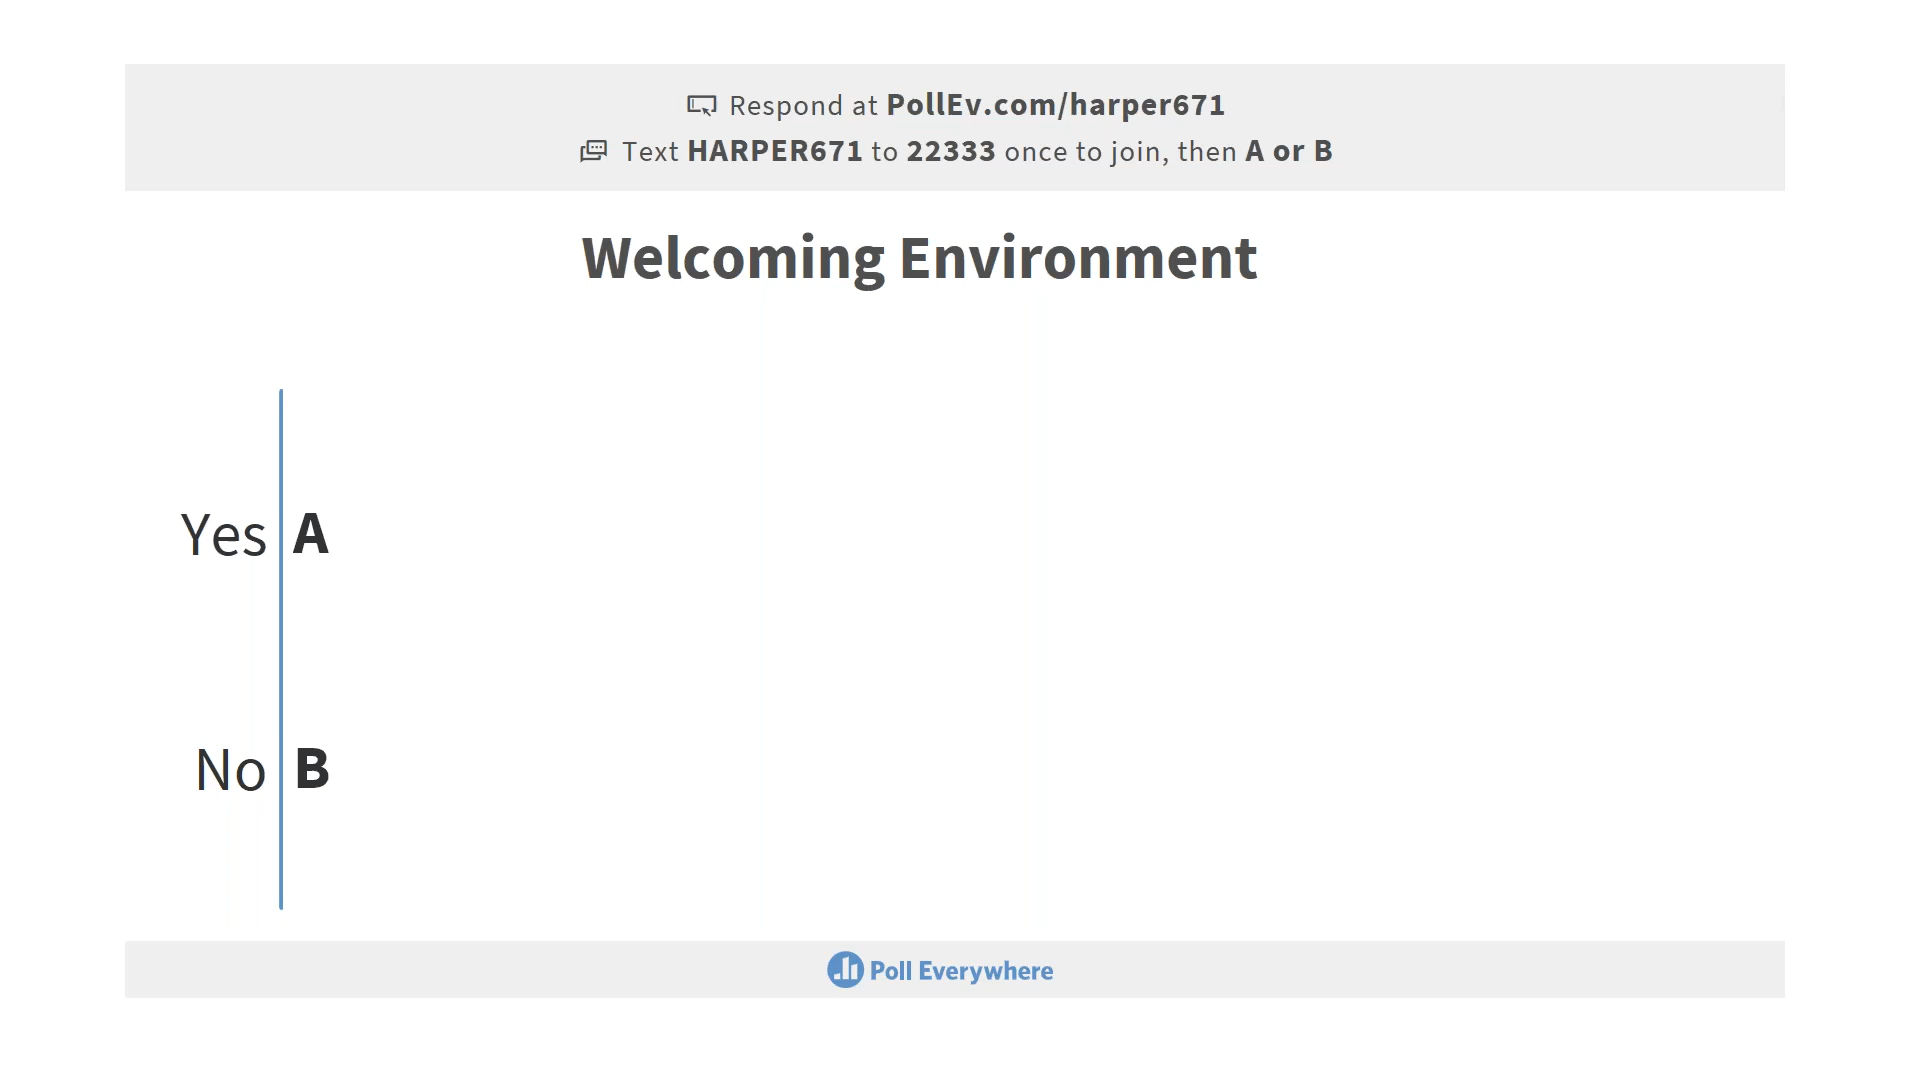 Respond at PollEv.com/harper671
Text HARPER671 to 22333 once to join, then A or B
Welcoming Environment
Yes A
No B
Poll Everywhere